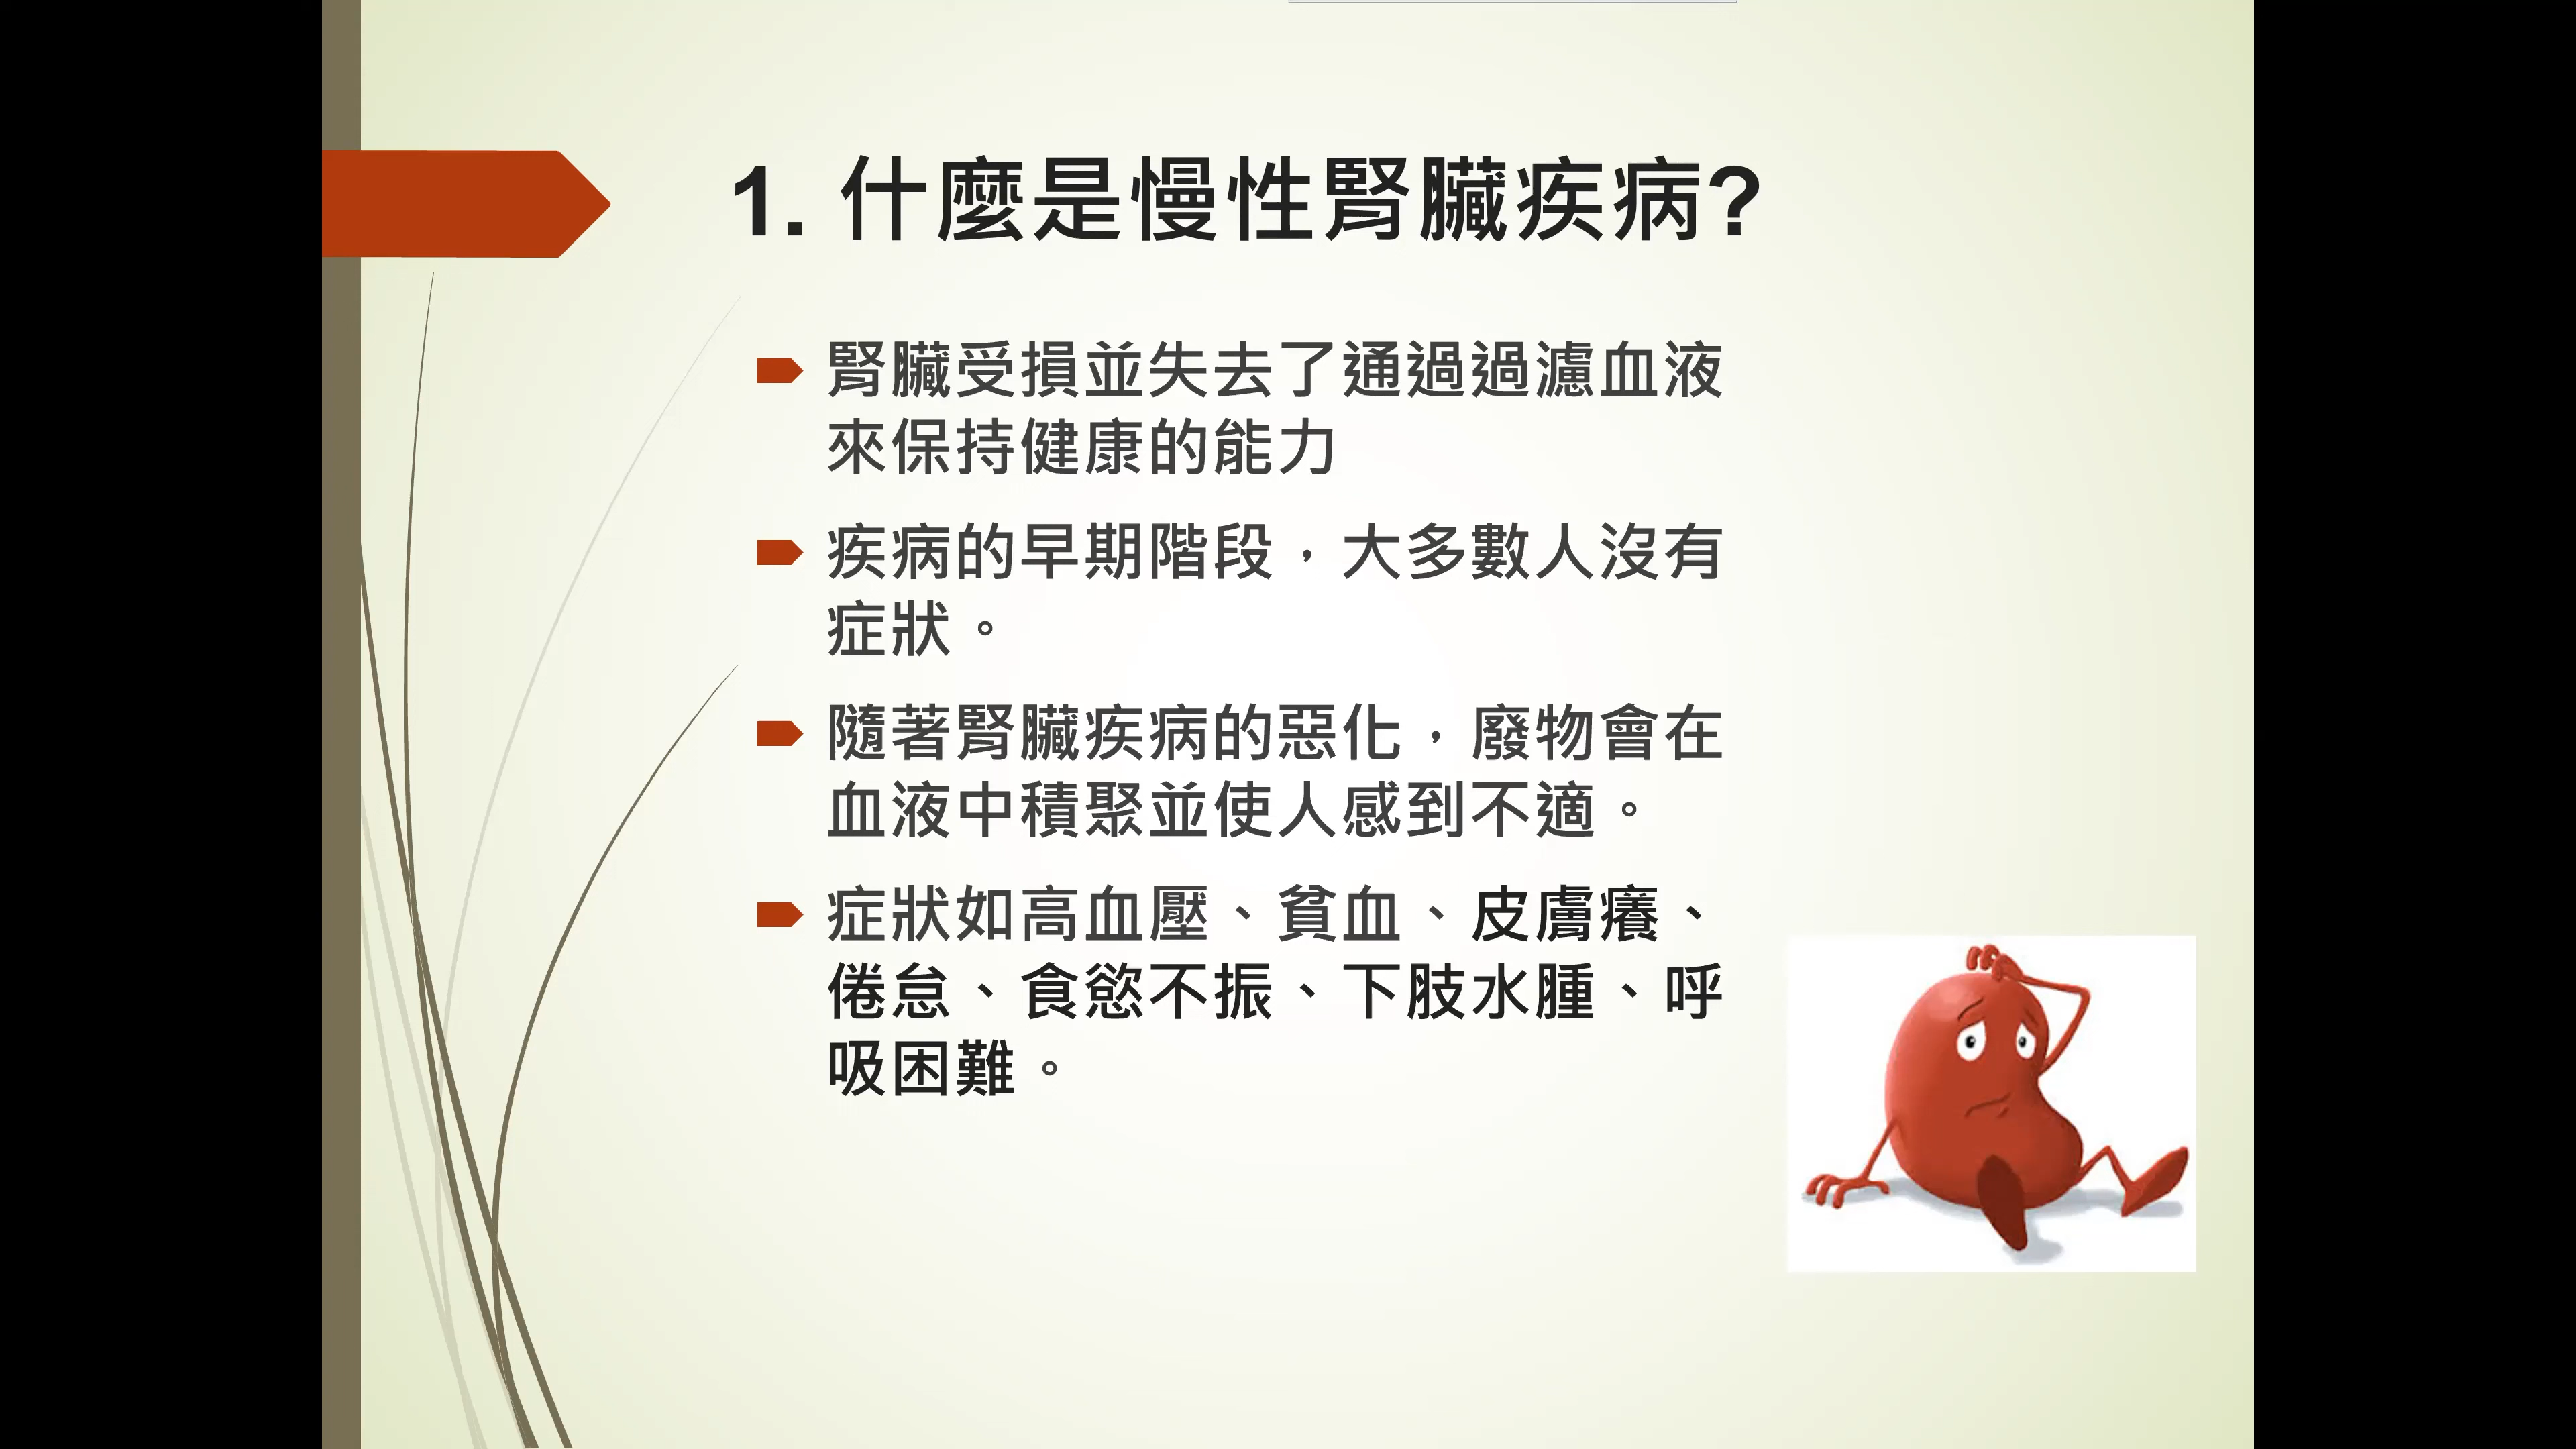 1. 什麼是慢性腎臟疾病?
腎臟受損並失去了通過過濾血液
來保持健康的能力
疾病的早期階段，大多數人沒有
症狀。
隨著腎臟疾病的惡化，廢物會在
血液中積聚並使人感到不適。
症狀如高血壓、貧血、皮膚癢、
倦怠、食慾不振、下肢水腫、呼
吸困難。